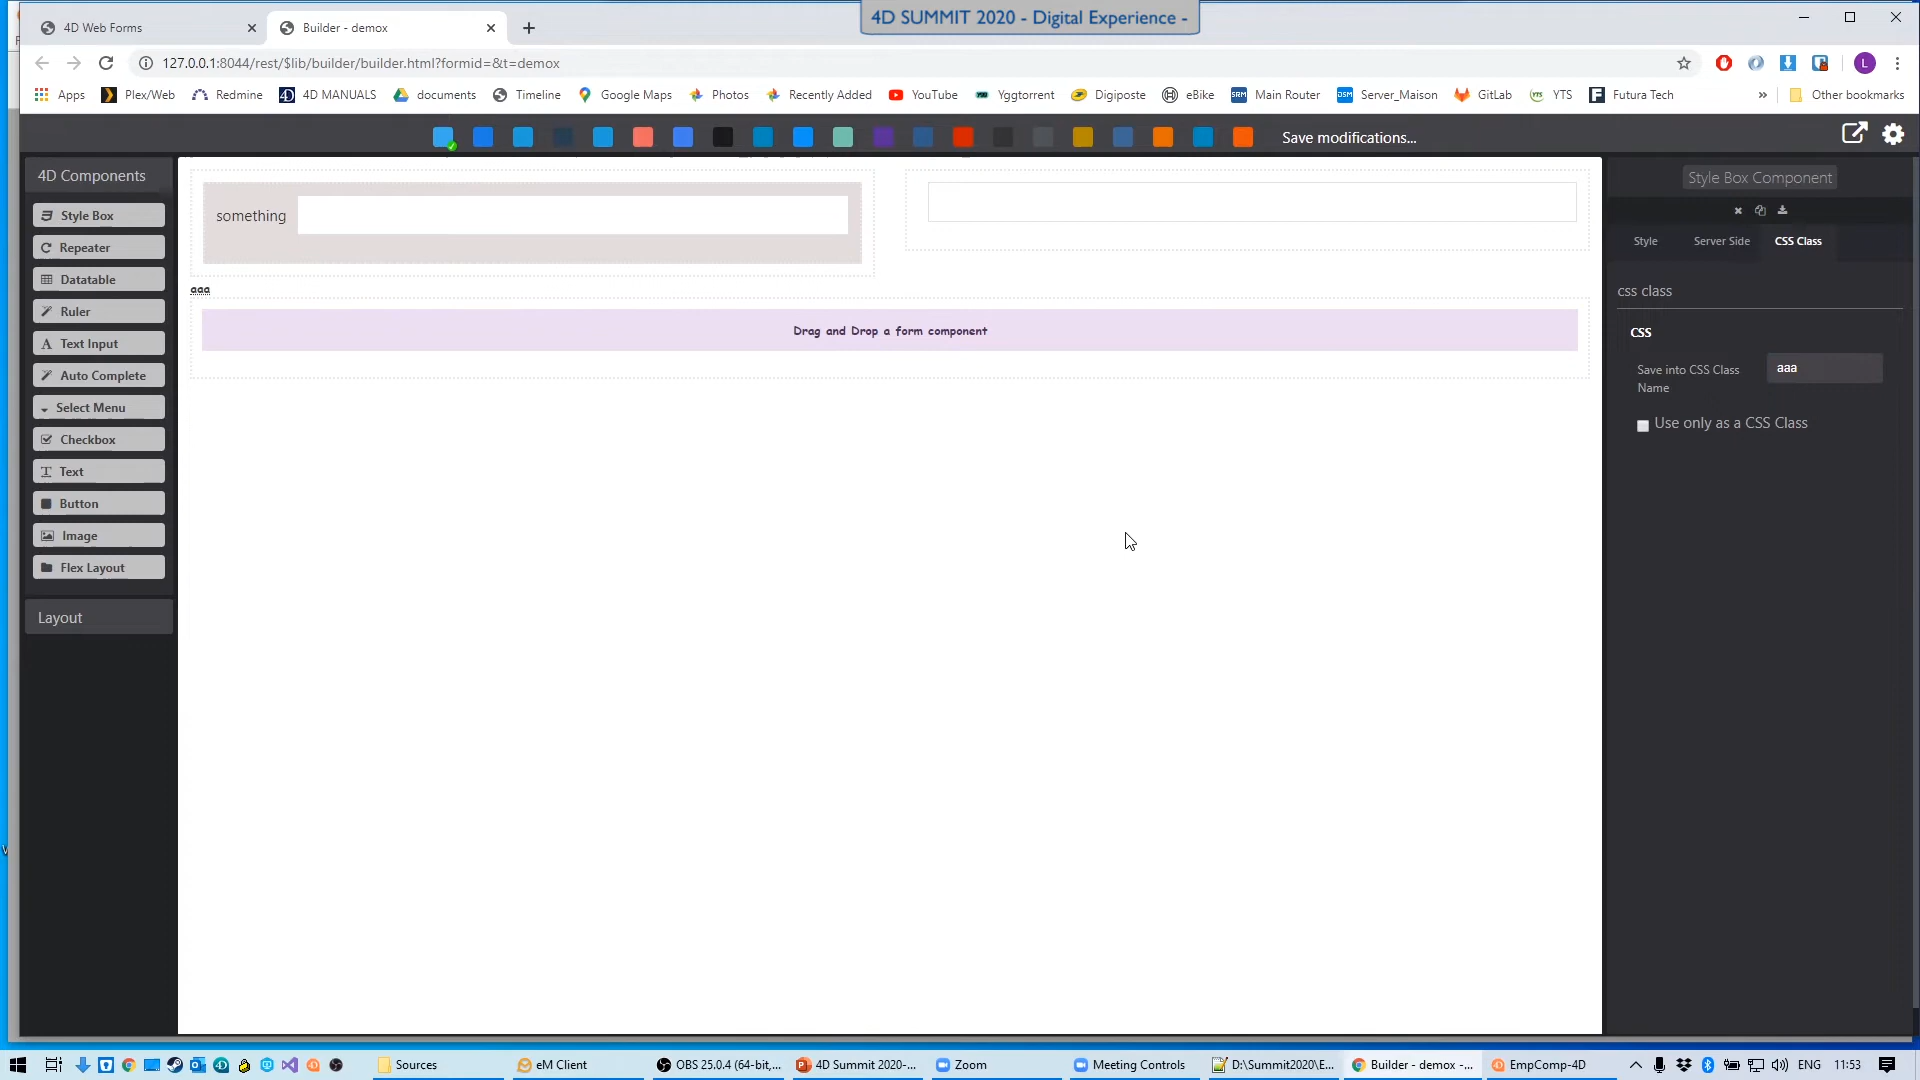 4D SUMMIT 2020 - Digital Experience -
4D Web Forms
Builder - demox
127.0.0.1:8044/rest/$lib/builder/builder.html?formid=&t=demox
L
Apps
Plex/Web
Redmine
4D MANUALS
documents
Timeline
Google Maps
Photos
Recently Added
YouTube
Yggtorrent
Digiposte
eBike
SRM Main Router
DSM Server_Maison
GitLab
YTS
Futura Tech
»
Other bookmarks
Save modifications...
4D Components
Style Box
Repeater
Datatable
Ruler
Text Input
Auto Complete
Select Menu
Checkbox
Text
Button
Image
Flex Layout
Layout
something
aaa
Drag and Drop a form component
Style Box Component
Style
Server Side
CSS Class
css class
CSS
Save into CSS Class
Name
aaa
Use only as a CSS Class
Sources
eM Client
OBS 25.0.4 (64-bit,...
4D Summit 2020-...
Zoom
Meeting Controls
D:\Summit2020\E...
Builder - demox -...
EmpComp-4D
ENG
11:53